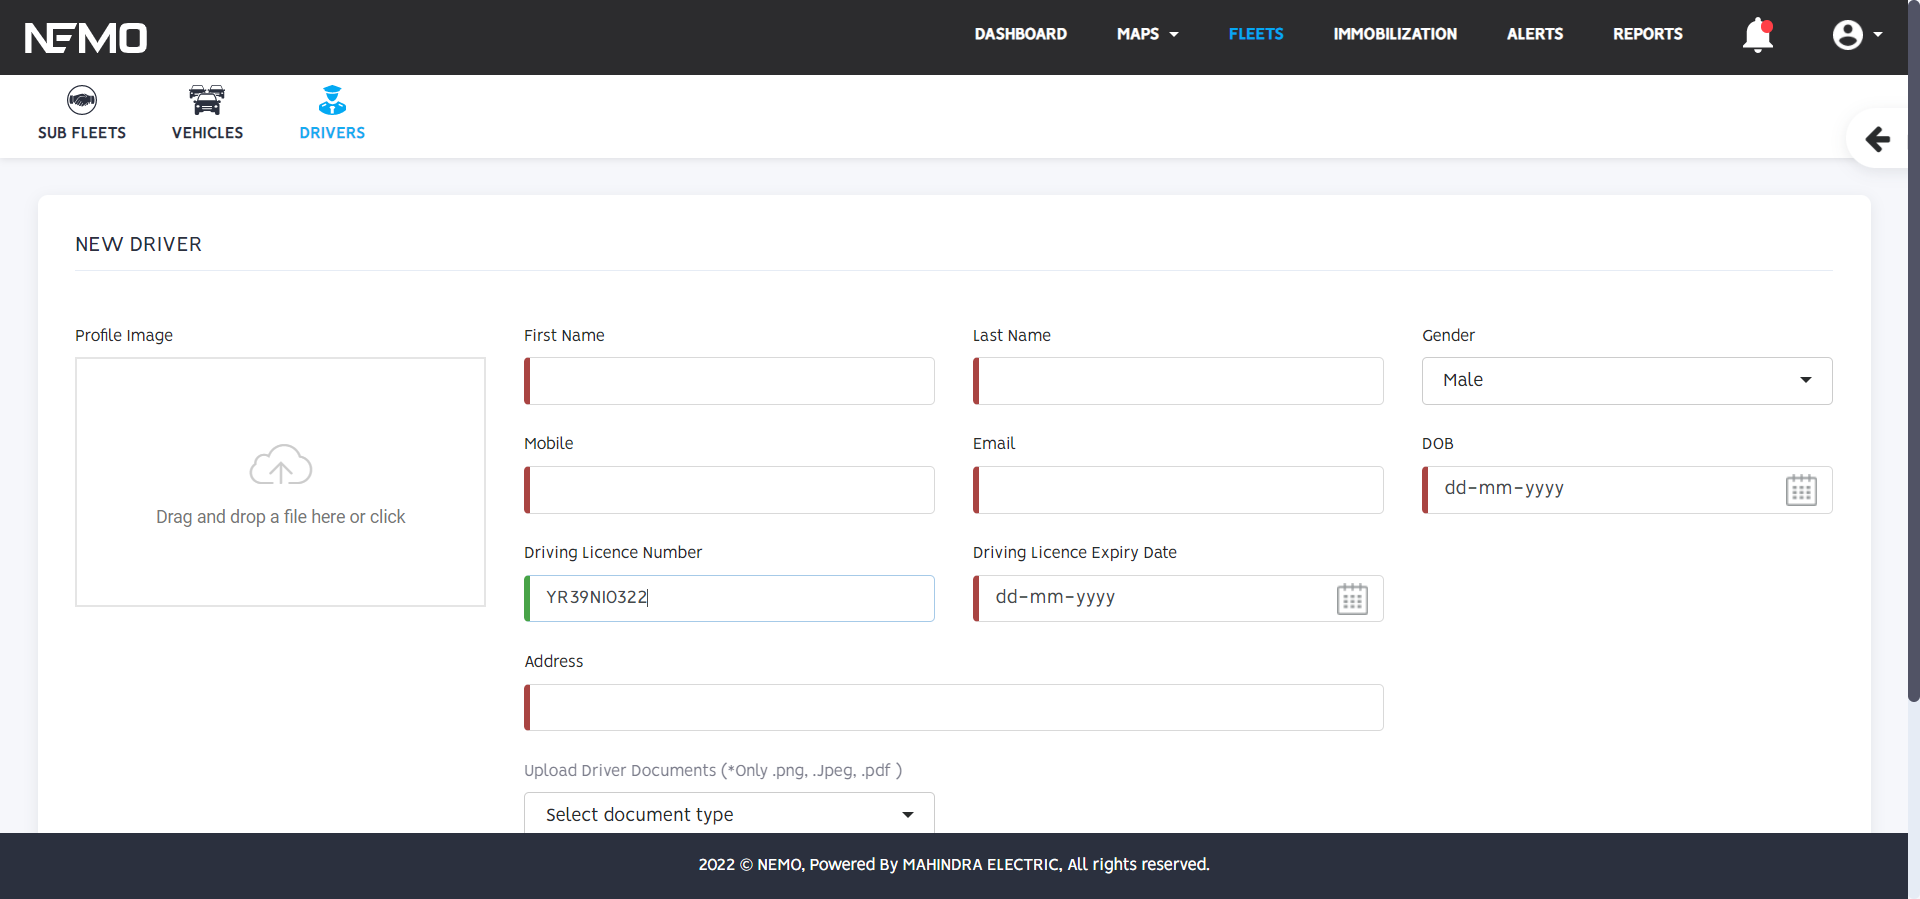 NEMO
DASHBOARD MAPS FLEETS IMMOBILIZATION ALERTS REPORTS
SUB FLEETS VEHICLES DRIVERS
NEW DRIVER
Profile Image First Name Last Name Gender
Male
Mobile Email DOB
dd-mm-yyyy
Drag and drop a file here or click
Driving Licence Number Driving Licence Expiry Date
YR39NIO322 dd-mm-yyyy
Address
Upload Driver Documents (*Only .png, .Jpeg, .pdf )
Select document type
2022 © NEMO, Powered By MAHINDRA ELECTRIC, All rights reserved.